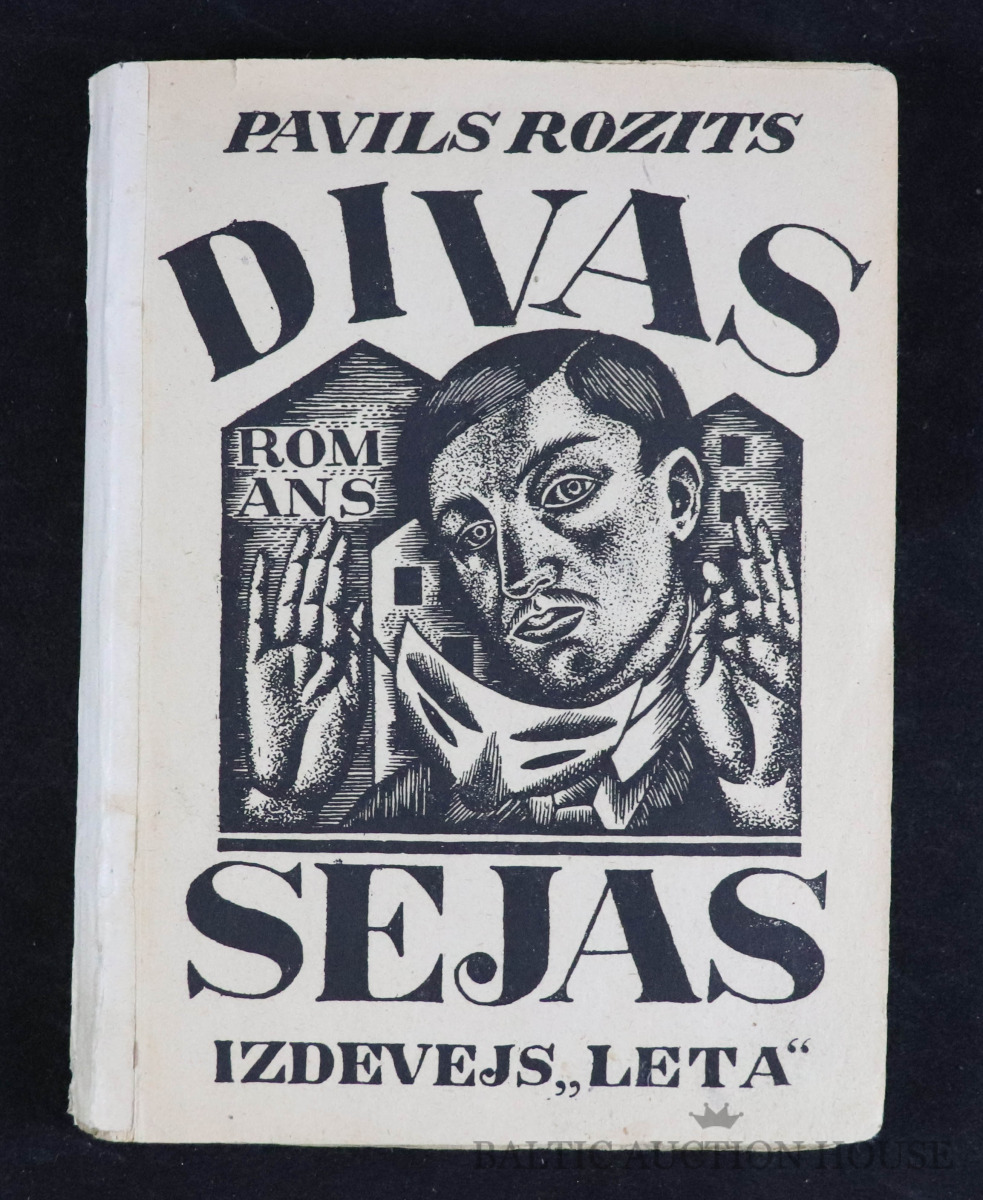 PAVILS ROZITS
DIVAS
ROM
ANS
SEJAS
IZDEVEJS „LETA“
BALTIC AUCTION HOUSE